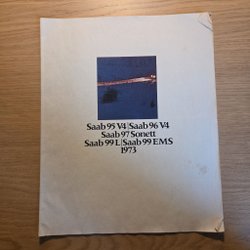 Saab 95 V4|Saab 96 V4
Saab 97 Sonett
Saab 99 L|Saab 99 EMS
1973